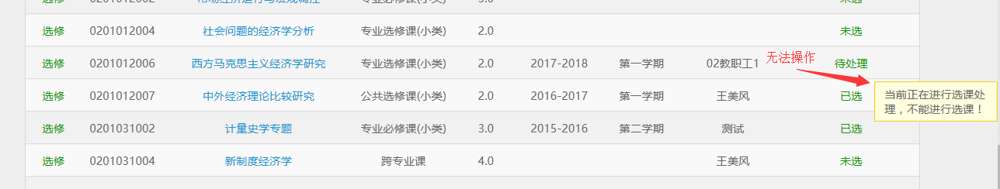 选修 0201012004 社会问题的经济学分析 专业选修课(小类) 2.0 未选
无法操作
选修 0201012006 西方马克思主义经济学研究 专业选修课(小类) 2.0 2017-2018 第一学期 02教职工1 待处理
当前正在进行选课处
理，不能进行选课！
选修 0201012007 中外经济理论比较研究 公共选修课(小类) 2.0 2016-2017 第一学期 王美风 已选
选修 0201031002 计量史学专题 专业必修课(小类) 3.0 2015-2016 第二学期 测试 已选
选修 0201031004 新制度经济学 跨专业课 4.0 王美风 未选